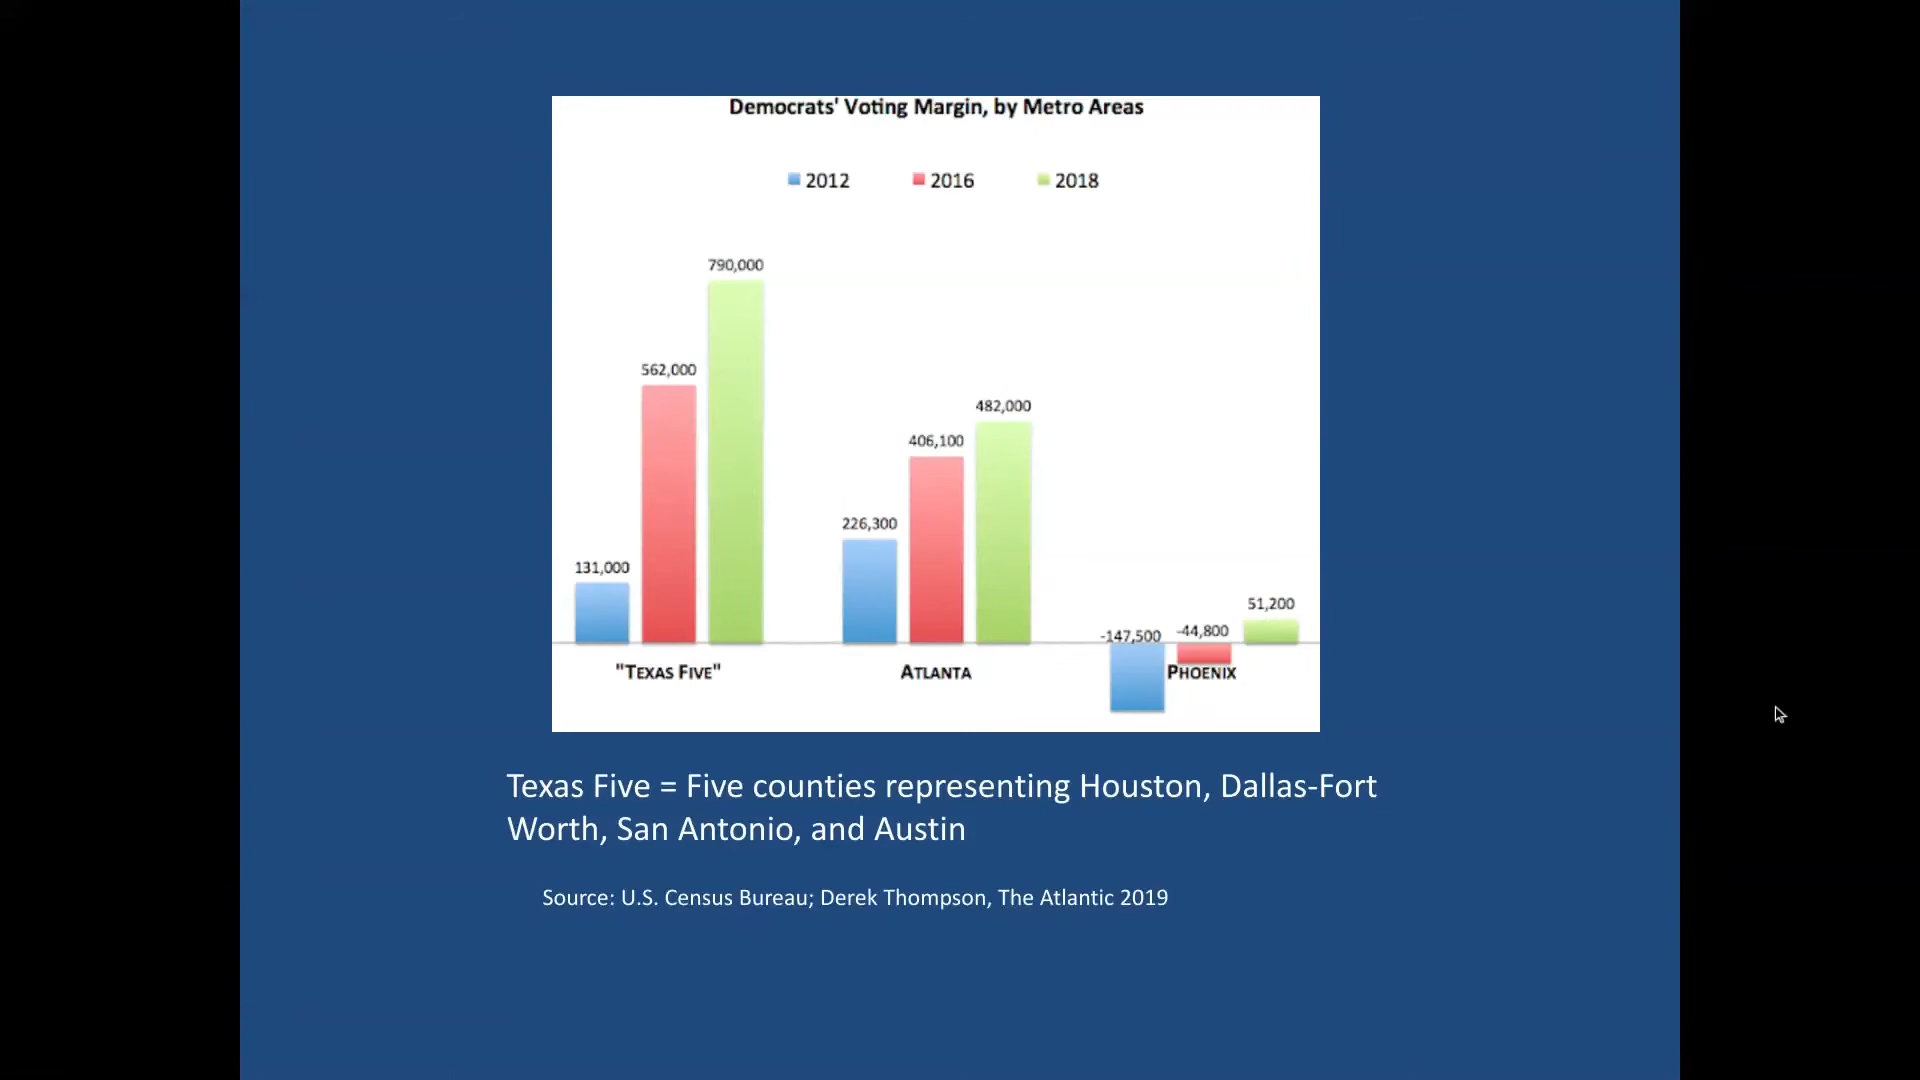 Democrats' Voting Margin, by Metro Areas
2012 2016 2018
790,000
562,000
482,000
406,100
226,300
131,000
51,200
-147,500 -44,800
"TEXAS FIVE" ATLANTA PHOENIX
Texas Five = Five counties representing Houston, Dallas-Fort
Worth, San Antonio, and Austin
Source: U.S. Census Bureau; Derek Thompson, The Atlantic 2019